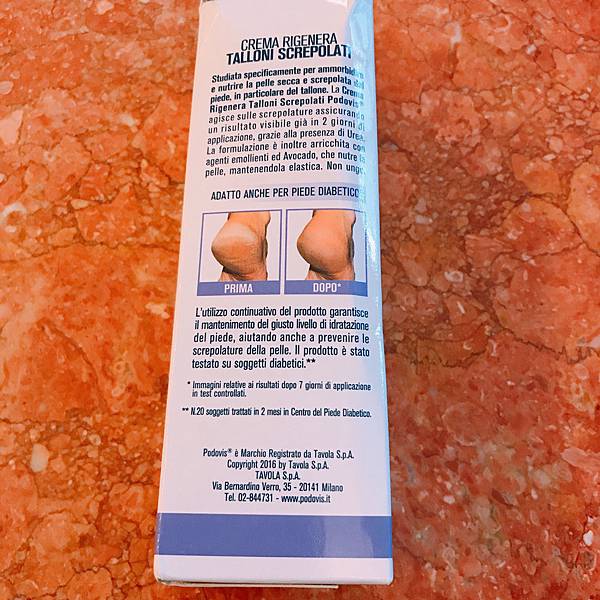 CREMA RIGENERA
TALLONI SCREPOLATI
Studiata specificamente per ammorbidire
e nutrire la pelle secca e screpolata del
piede, in particolare del tallone. La Crema
Rigenera Talloni Screpolati Podovis®
agisce sulle screpolature assicurando
un risultato visibile già in 2 giorni di
applicazione, grazie alla presenza di Urea.
La formulazione è inoltre arricchita con
agenti emollienti ed Avocado, che nutre la
pelle, mantenendola elastica. Non unge.
ADATTO ANCHE PER PIEDE DIABETICO
PRIMA DOPO*
L'utilizzo continuativo del prodotto garantisce
il mantenimento del giusto livello di idratazione
del piede, aiutando anche a prevenire le
screpolature della pelle. Il prodotto è stato
testato su soggetti diabetici.**
* Immagini relative ai risultati dopo 7 giorni di applicazione
in test controllati.
** N.20 soggetti trattati in 2 mesi in Centro del Piede Diabetico.
Podovis® è Marchio Registrato da Tavola S.p.A.
Copyright 2016 by Tavola S.p.A.
TAVOLA S.p.A.
Via Bernardino Verro, 35 - 20141 Milano
Tel. 02-844731 - www.podovis.it